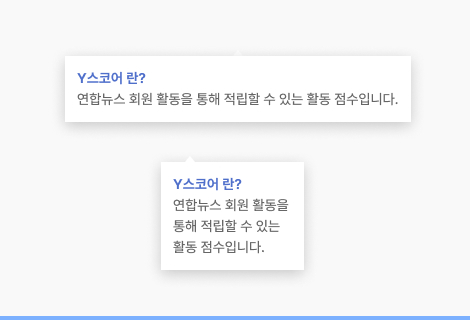 Y스코어 란?
연합뉴스 회원 활동을 통해 적립할 수 있는 활동 점수입니다.
Y스코어 란?
연합뉴스 회원 활동을
통해 적립할 수 있는
활동 점수입니다.